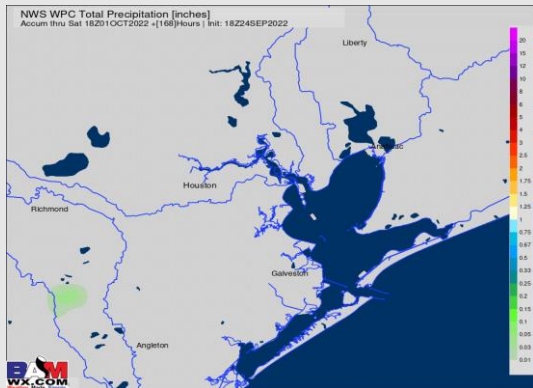 NWS WPC Total Precipitation [inches]
Accum thru Sat 18Z01OCT2022 +[168]Hours | Init: 18Z24SEP2022
Liberty
Anahuac
Houston
Richmond
Galveston
Angleton
20
15
12
10
8
6
5
4
3
2.5
2
1.75
1.5
1.25
1
0.75
0.67
0.5
0.33
0.25
0.2
0.15
0.1
0.05
0.03
0.01
BAM
WX.COM